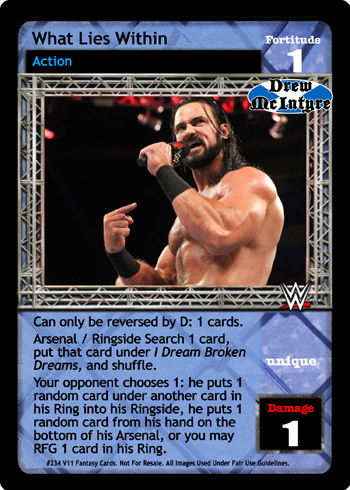 What Lies Within
Fortitude
1
Action
Drew
McIntyre
W
Can only be reversed by D: 1 cards.
Arsenal / Ringside Search 1 card,
put that card under I Dream Broken
Dreams, and shuffle.
unique
Your opponent chooses 1: he puts 1
random card under another card in
his Ring into his Ringside, he puts 1
random card from his hand on the
bottom of his Arsenal, or you may
RFG 1 card in his Ring.
Damage
1
#234 V11 Fantasy Cards. Not For Resale. All Images Used Under Fair Use Guidelines.